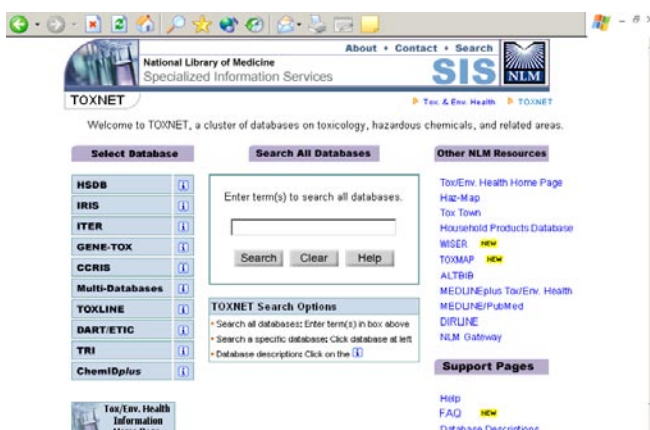 About + Contact + Search
National Library of Medicine
Specialized Information Services
SIS
NLM
TOXNET
Tox. & Env. Health
TOXNET
Welcome to TOXNET, a cluster of databases on toxicology, hazardous chemicals, and related areas.
Select Database
HSDB
IRIS
ITER
GENE-TOX
CCRIS
Multi-Databases
TOXLINE
DART/ETIC
TRI
ChemIDplus
Tox/Env. Health
Information
Home Page
Search All Databases
Enter term(s) to search all databases.
Search Clear Help
TOXNET Search Options
• Search all databases: Enter term(s) in box above
• Search a specific database: Click database at left
• Database description: Click on the i
Other NLM Resources
Tox/Env. Health Home Page
Haz-Map
Tox Town
Household Products Database
WISER NEW
TOXMAP NEW
ALTBIB
MEDLINEplus Tox/Env. Health
MEDLINE/PubMed
DIRLINE
NLM Gateway
Support Pages
Help
FAQ NEW
Database Descriptions